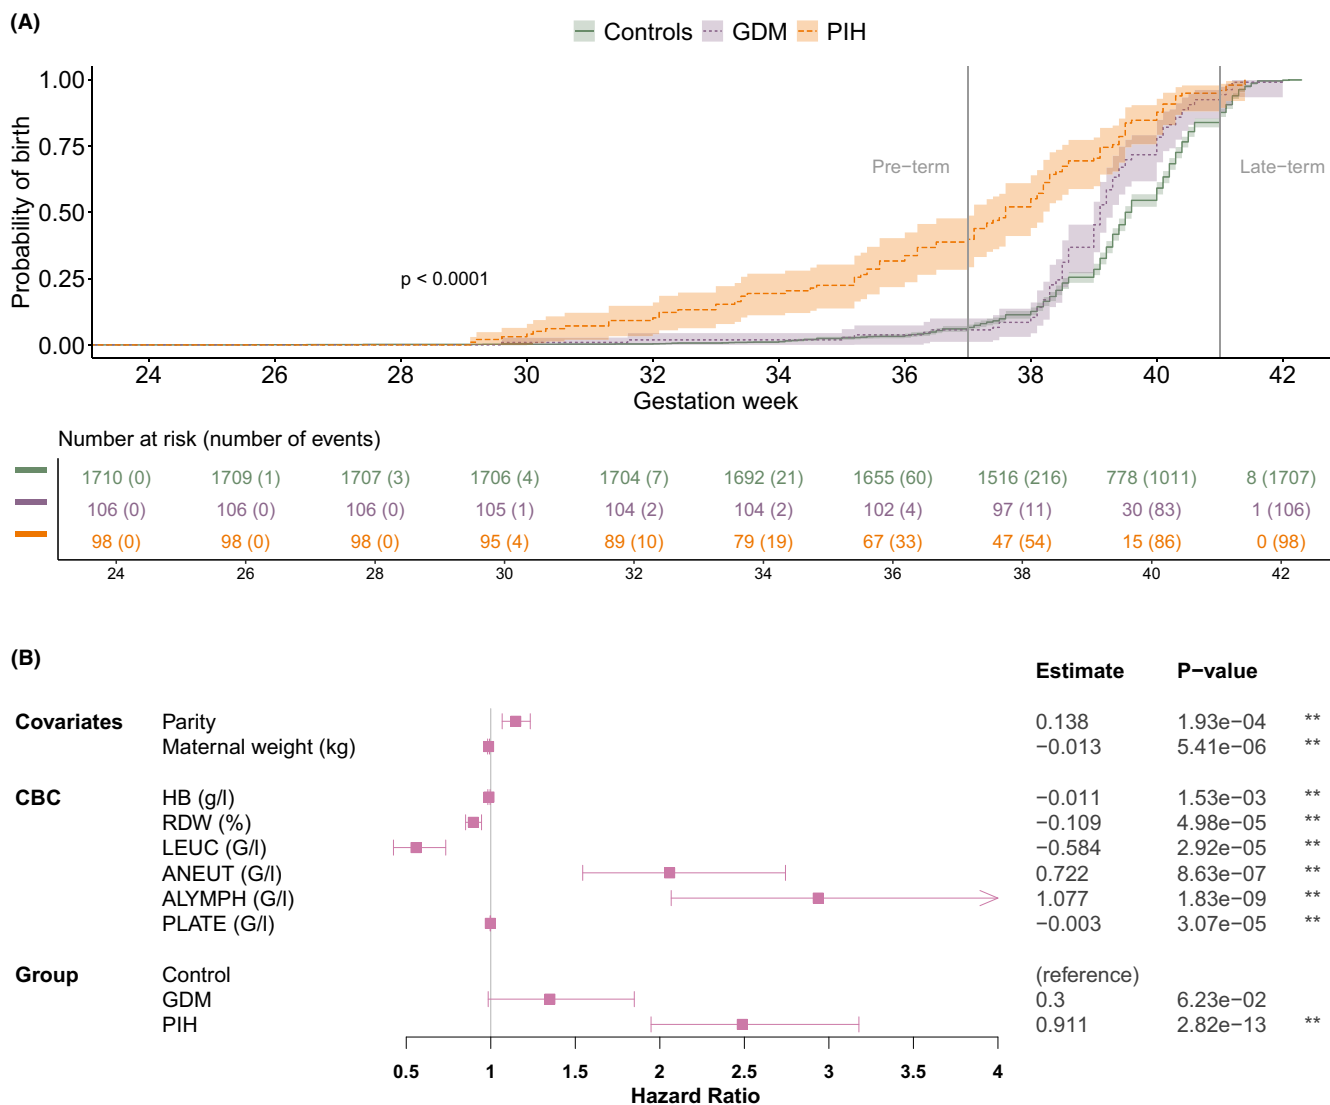 (A)
Controls GDM PIH
1.00
0.75
0.50
0.25
0.00
Probability of birth
Pre−term
Late−term
p < 0.0001
24 26 28 30 32 34 36 38 40 42
Gestation week
Number at risk (number of events)
1710 (0) 1709 (1) 1707 (3) 1706 (4) 1704 (7) 1692 (21) 1655 (60) 1516 (216) 778 (1011) 8 (1707)
106 (0) 106 (0) 106 (0) 105 (1) 104 (2) 104 (2) 102 (4) 97 (11) 30 (83) 1 (106)
98 (0) 98 (0) 98 (0) 95 (4) 89 (10) 79 (19) 67 (33) 47 (54) 15 (86) 0 (98)
24 26 28 30 32 34 36 38 40 42
(B)
Estimate P−value
Covariates Parity 0.138 1.93e−04 **
Maternal weight (kg) −0.013 5.41e−06 **
CBC HB (g/l) −0.011 1.53e−03 **
RDW (%) −0.109 4.98e−05 **
LEUC (G/l) −0.584 2.92e−05 **
ANEUT (G/l) 0.722 8.63e−07 **
ALYMPH (G/l) 1.077 1.83e−09 **
PLATE (G/l) −0.003 3.07e−05 **
Group Control (reference)
GDM 0.3 6.23e−02
PIH 0.911 2.82e−13 **
0.5 1 1.5 2 2.5 3 3.5 4
Hazard Ratio